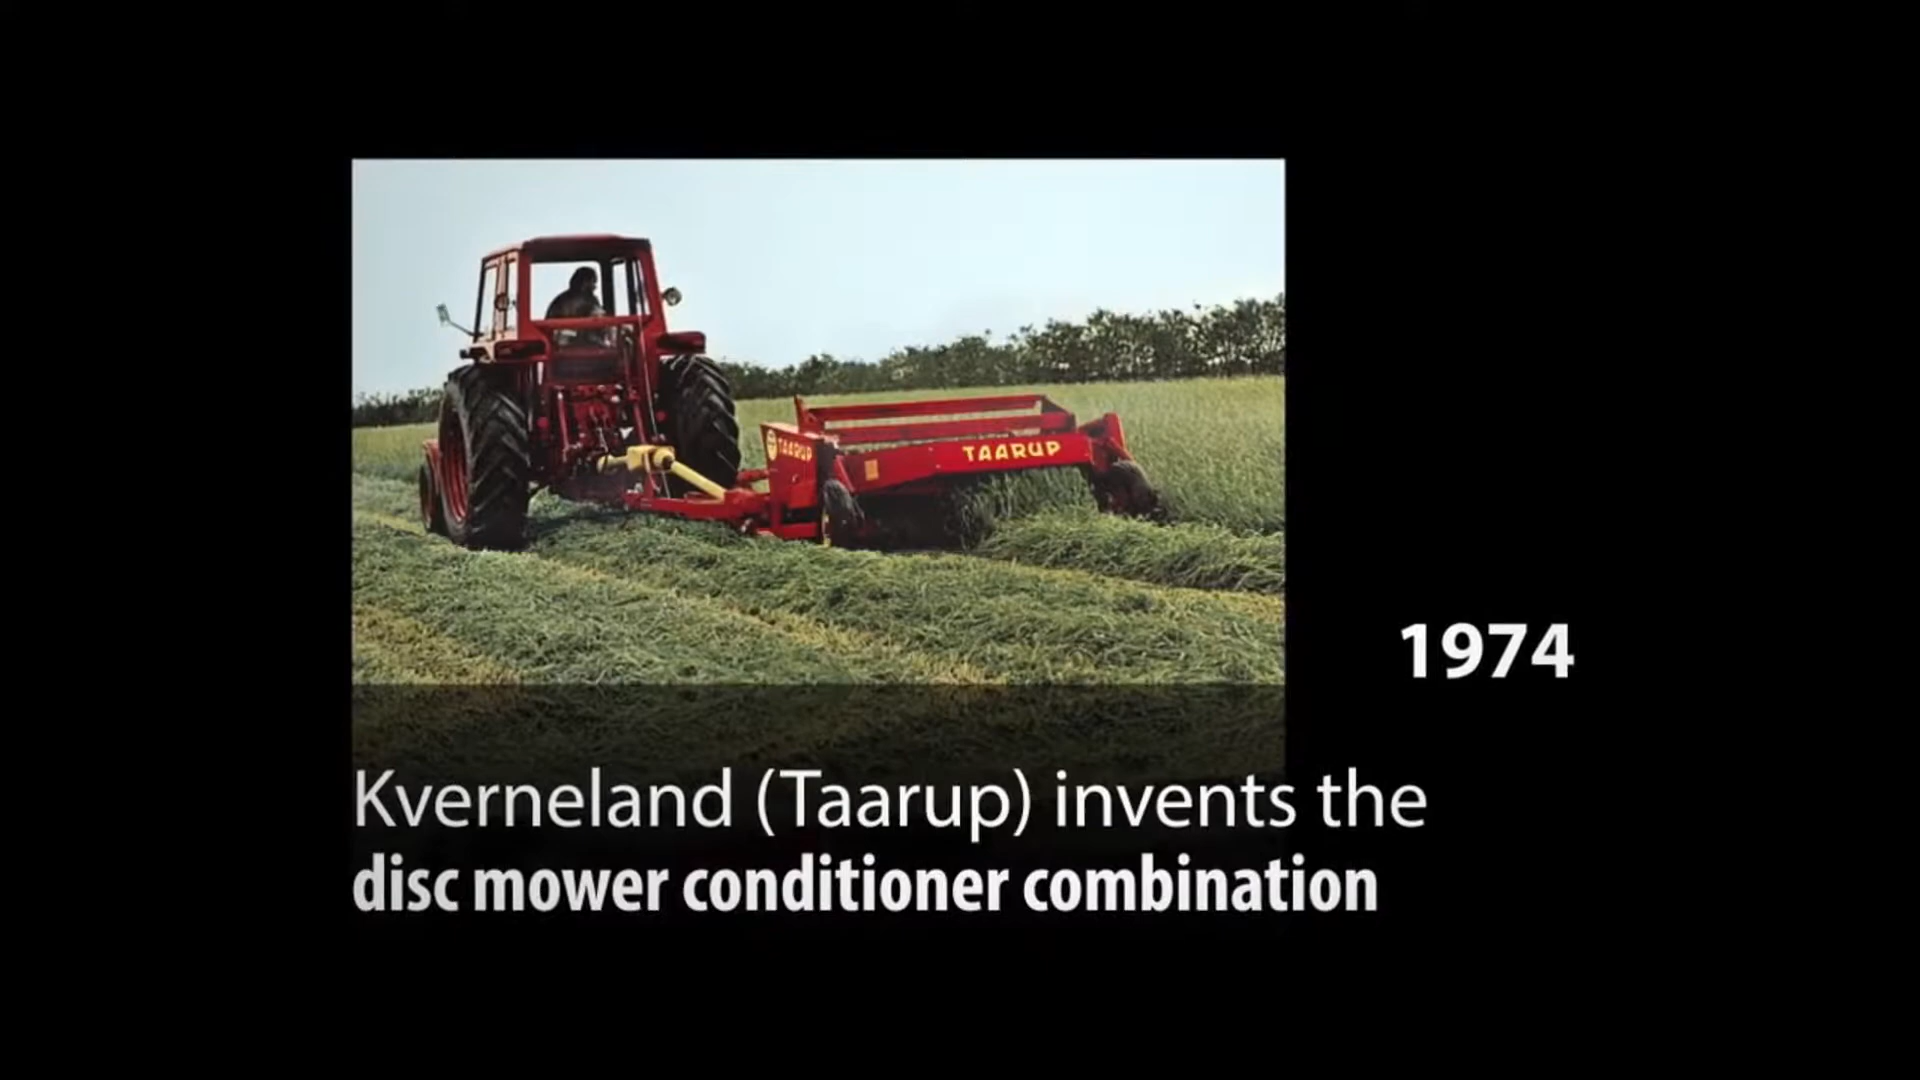 TAARUP
TAARUP
1974
Kverneland (Taarup) invents the
disc mower conditioner combination